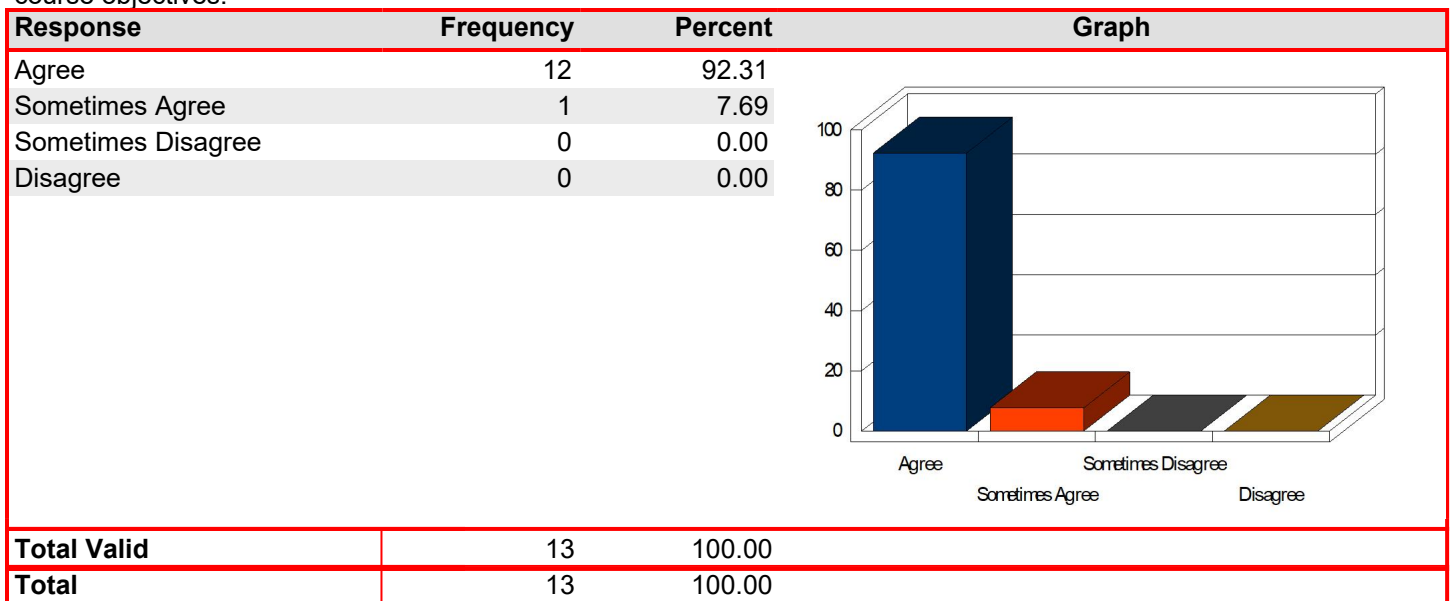 course objectives.
Response Frequency Percent Graph
Agree 12 92.31
Sometimes Agree 1 7.69
Sometimes Disagree 0 0.00
Disagree 0 0.00
100
80
60
40
20
0
Agree Sometimes Disagree
Sometimes Agree Disagree
Total Valid 13 100.00
Total 13 100.00